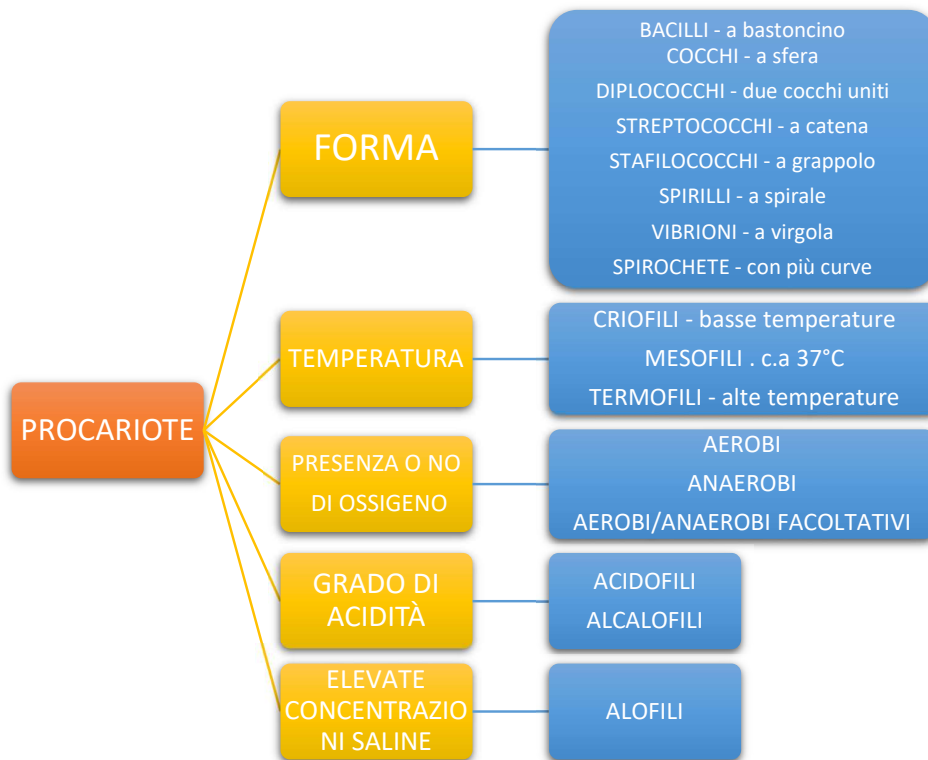 PROCARIOTE
FORMA
BACILLI - a bastoncino
COCCHI - a sfera
DIPLOCOCCHI - due cocchi uniti
STREPTOCOCCHI - a catena
STAFILOCOCCHI - a grappolo
SPIRILLI - a spirale
VIBRIONI - a virgola
SPIROCHETE - con più curve
TEMPERATURA
CRIOFILI - basse temperature
MESOFILI . c.a 37°C
TERMOFILI - alte temperature
PRESENZA O NO
DI OSSIGENO
AEROBI
ANAEROBI
AEROBI/ANAEROBI FACOLTATIVI
GRADO DI
ACIDITÀ
ACIDOFILI
ALCALOFILI
ELEVATE
CONCENTRAZIO
NI SALINE
ALOFILI